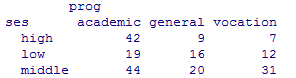 prog
ses academic general vocation
high 42 9 7
low 19 16 12
middle 44 20 31